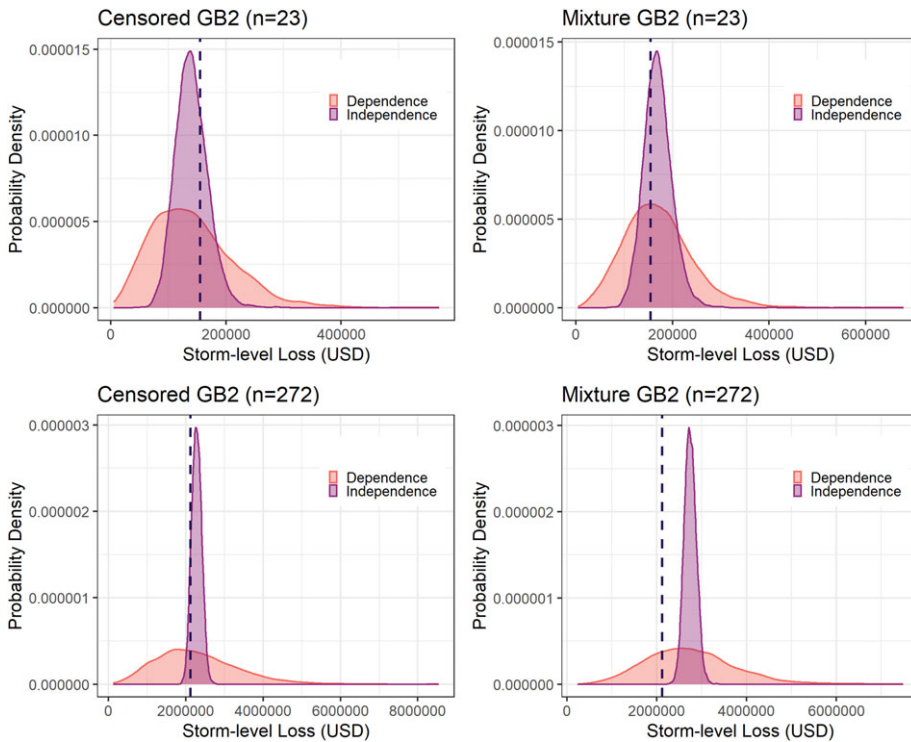 Censored GB2 (n=23)
0.000015
0.000010
0.000005
0.000000
Probability Density
Dependence
Independence
0
200000
400000
Storm-level Loss (USD)
Mixture GB2 (n=23)
0.000015
0.000010
0.000005
0.000000
Probability Density
Dependence
Independence
0
200000
400000
600000
Storm-level Loss (USD)
Censored GB2 (n=272)
0.000003
0.000002
0.000001
0.000000
Probability Density
Dependence
Independence
0
2000000
4000000
6000000
8000000
Storm-level Loss (USD)
Mixture GB2 (n=272)
0.000003
0.000002
0.000001
0.000000
Probability Density
Dependence
Independence
0
2000000
4000000
6000000
Storm-level Loss (USD)